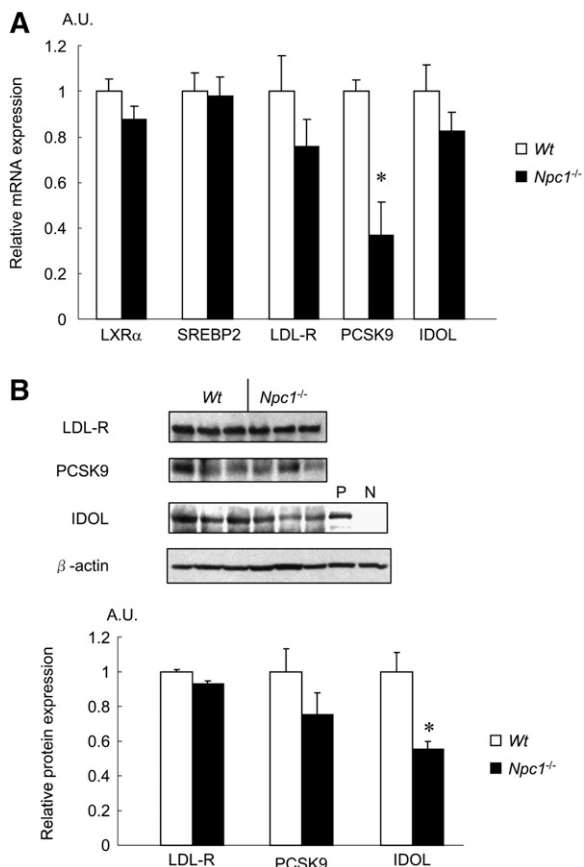 A
A.U.
Relative mRNA expression
1.2
1
0.8
0.6
0.4
0.2
0
*
LXRα SREBP2 LDL-R PCSK9 IDOL
Wt
Npc1-/-
B
Wt Npc1-/-
LDL-R
PCSK9
P N
IDOL
β-actin
A.U.
Relative protein expression
1.2
1
0.8
0.6
0.4
0.2
0
*
LDL-R PCSK9 IDOL
Wt
Npc1-/-